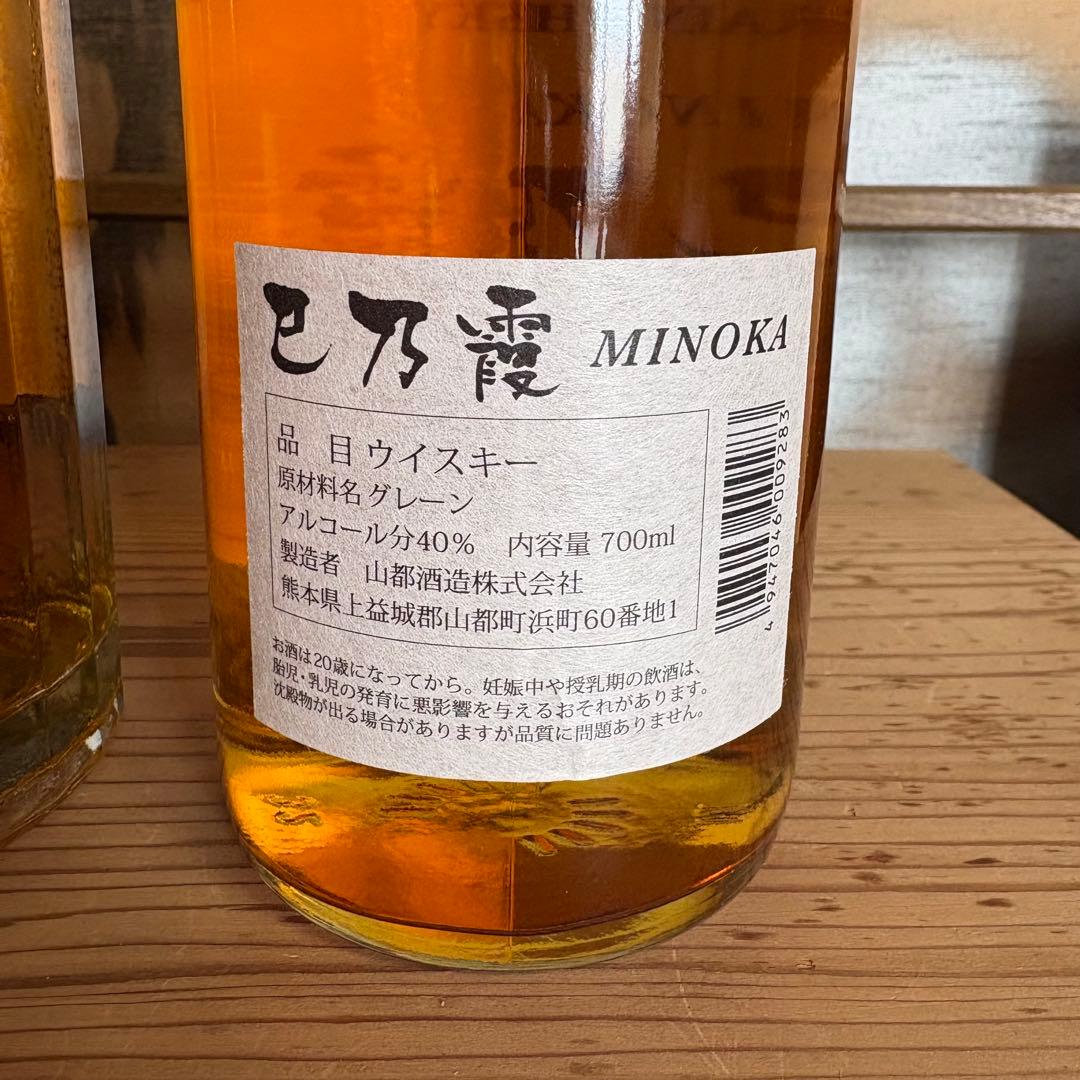 巳乃霞 MINOKA
品 目 ウイスキー
原材料名 グレーン
アルコール分40% 内容量 700ml
製造者 山都酒造株式会社
熊本県上益城郡山都町浜町60番地1
お酒は20歳になってから。妊娠中や授乳期の飲酒は、
胎児・乳児の発育に悪影響を与えるおそれがあります。
沈殿物が出る場合がありますが品質に問題ありません。
4 947046 009283